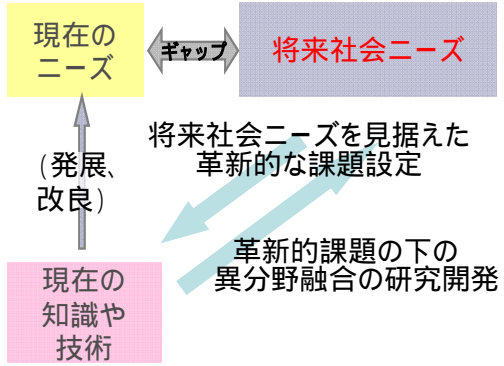 現在の
ニーズ
ギャップ
将来社会ニーズ
将来社会ニーズを見据えた
革新的な課題設定
(発展、
改良)
革新的課題の下の
異分野融合の研究開発
現在の
知識や
技術